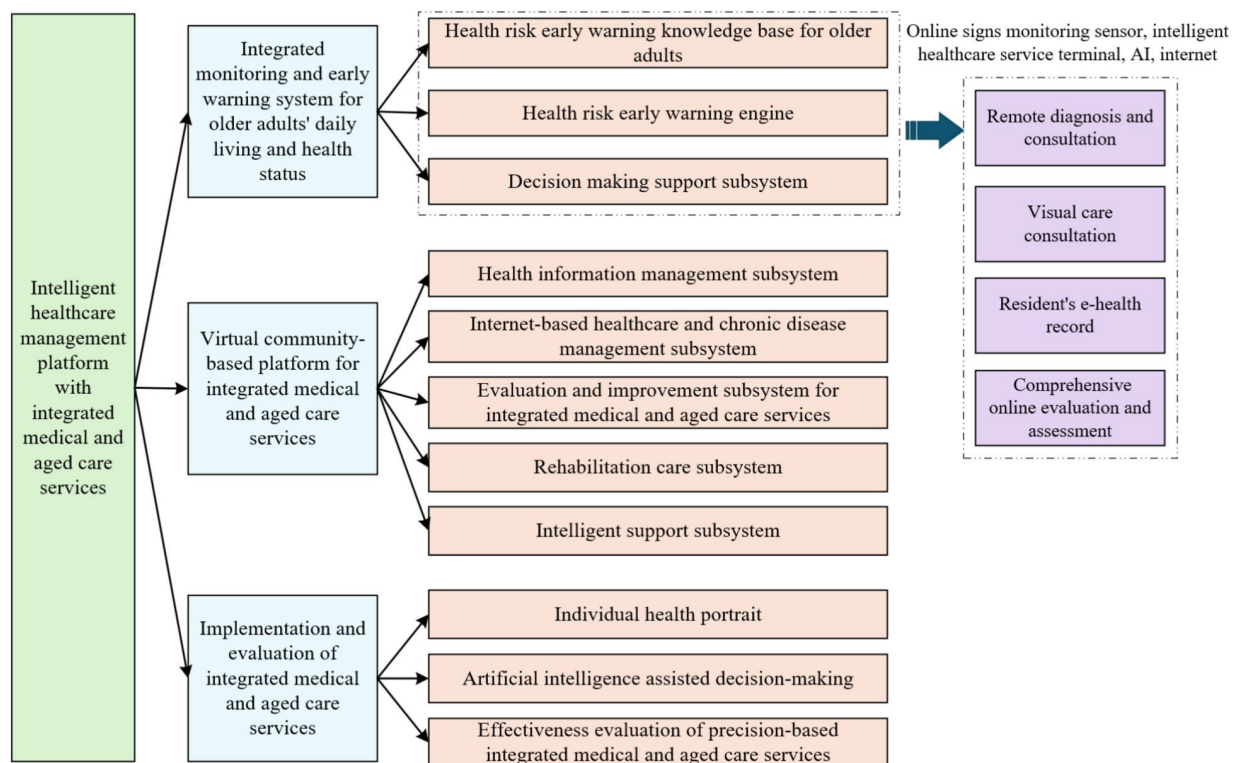 Intelligent
healthcare
management
platform
with
integrated
medical and
aged care
services
Integrated
monitoring and early
warning system for
older adults' daily
living and health
status
Health risk early warning knowledge base for older
adults
Health risk early warning engine
Decision making support subsystem
Online signs monitoring sensor, intelligent
healthcare service terminal, AI, internet
Remote diagnosis and
consultation
Visual care
consultation
Resident's e-health
record
Comprehensive
online evaluation and
assessment
Virtual community-
based platform for
integrated medical
and aged care
services
Health information management subsystem
Internet-based healthcare and chronic disease
management subsystem
Evaluation and improvement subsystem for
integrated medical and aged care services
Rehabilitation care subsystem
Intelligent support subsystem
Implementation and
evaluation of
integrated medical
and aged care
services
Individual health portrait
Artificial intelligence assisted decision-making
Effectiveness evaluation of precision-based
integrated medical and aged care services